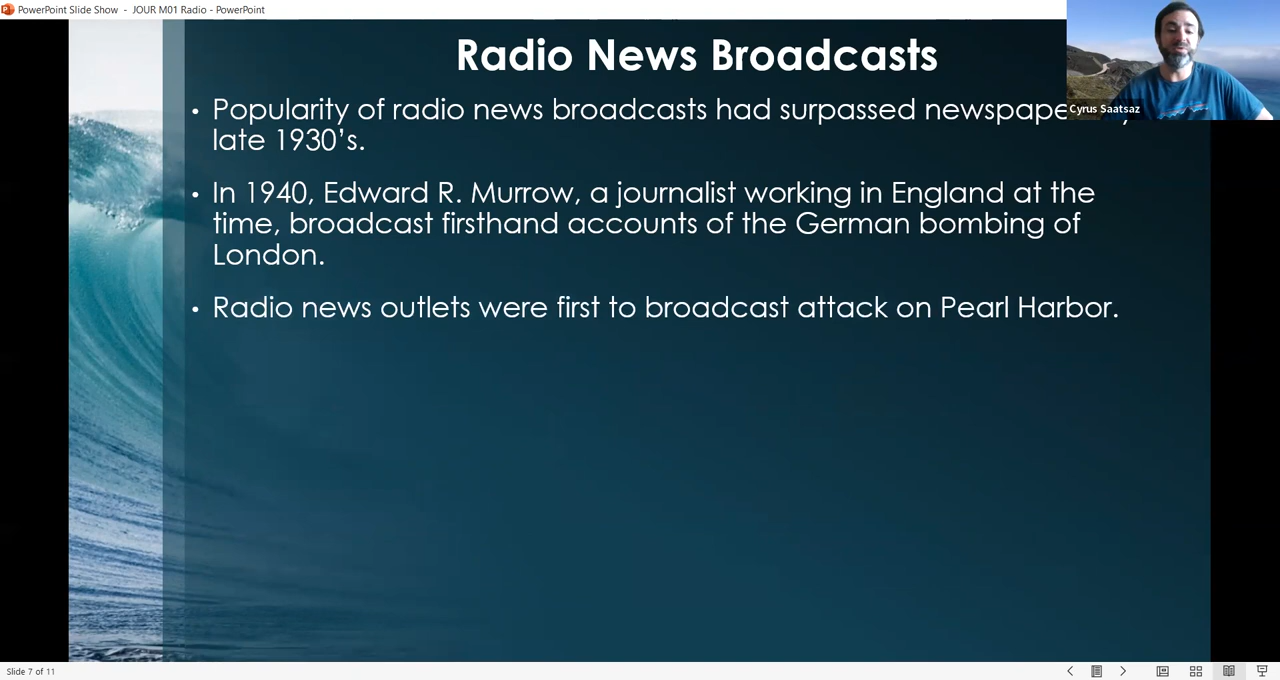 PowerPoint Slide Show - JOUR M01 Radio - PowerPoint
Radio News Broadcasts
• Popularity of radio news broadcasts had surpassed
late 1930’s.
• In 1940, Edward R. Murrow, a journalist working in England at the
time, broadcast firsthand accounts of the German bombing of
London.
• Radio news outlets were first to broadcast attack on Pearl Harbor.
Cyrus Saatsaz
Slide 7 of 11